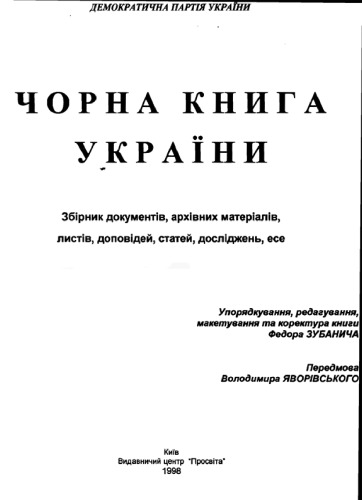 ДЕМОКРАТИЧНА ПАРТІЯ УКРАЇНИ
ЧОРНА КНИГА
УКРАЇНИ
Збірник документів, архівних матеріалів,
листів, доповідей, статей, досліджень, есе
Упорядкування, редагування,
макетування та коректура книги
Федора ЗУБАНИЧА
Передмова
Володимира ЯВОРІВСЬКОГО
Київ
Видавничий центр "Просвіта"
1998